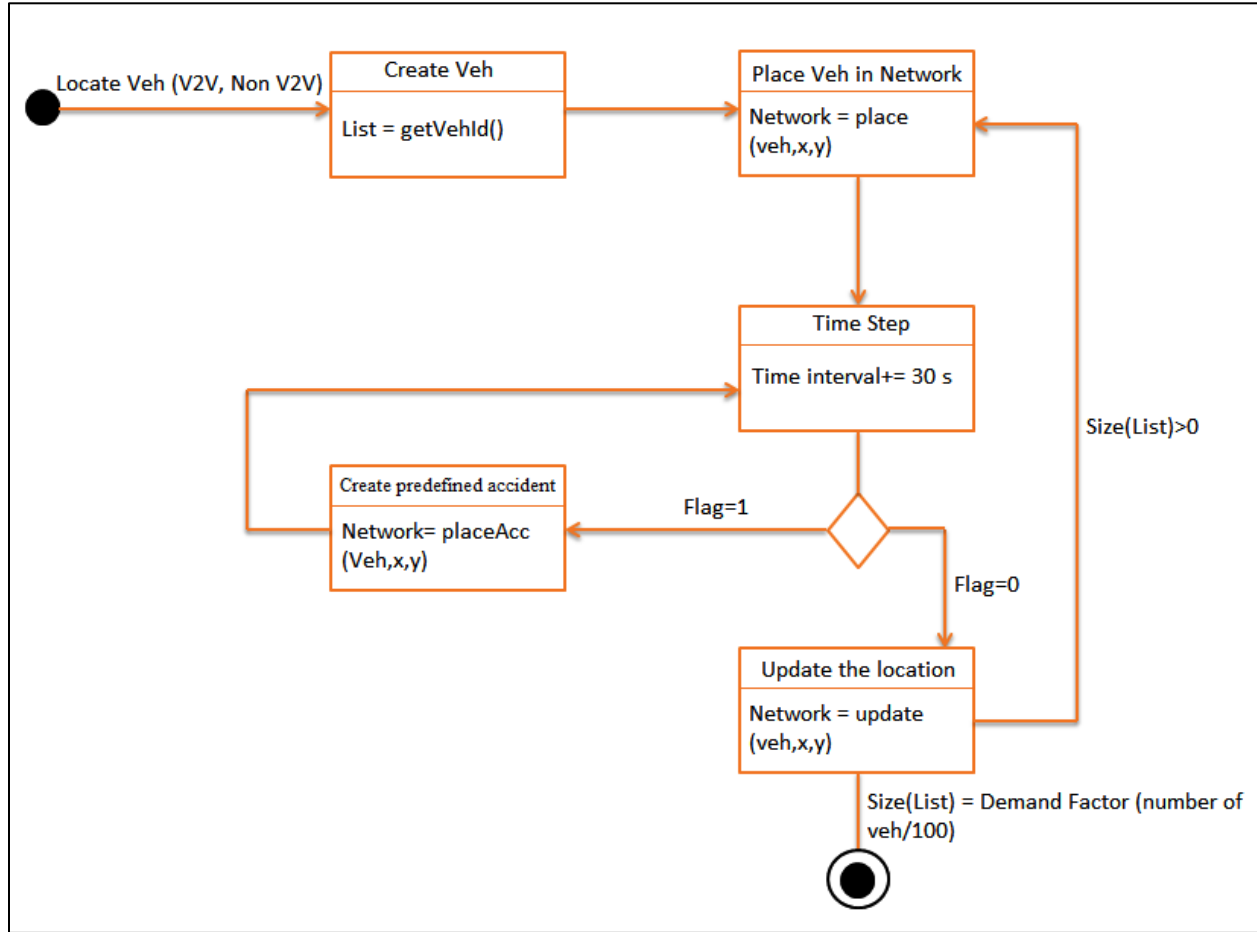 Locate Veh (V2V, Non V2V)
Create Veh
List = getVehId()
Place Veh in Network
Network = place
(veh,x,y)
Time Step
Time interval+= 30 s
Size(List)>0
Create predefined accident
Network= placeAcc
(Veh,x,y)
Flag=1
Flag=0
Update the location
Network = update
(veh,x,y)
Size(List) = Demand Factor (number of
veh/100)